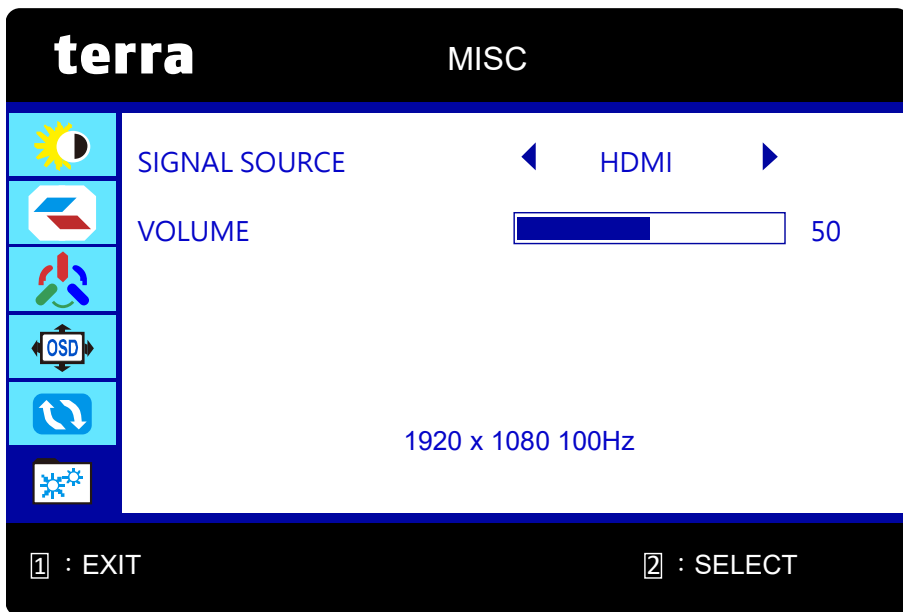 terra MISC
SIGNAL SOURCE HDMI
VOLUME 50
OSD
1920 x 1080 100Hz
1 : EXIT 2 : SELECT